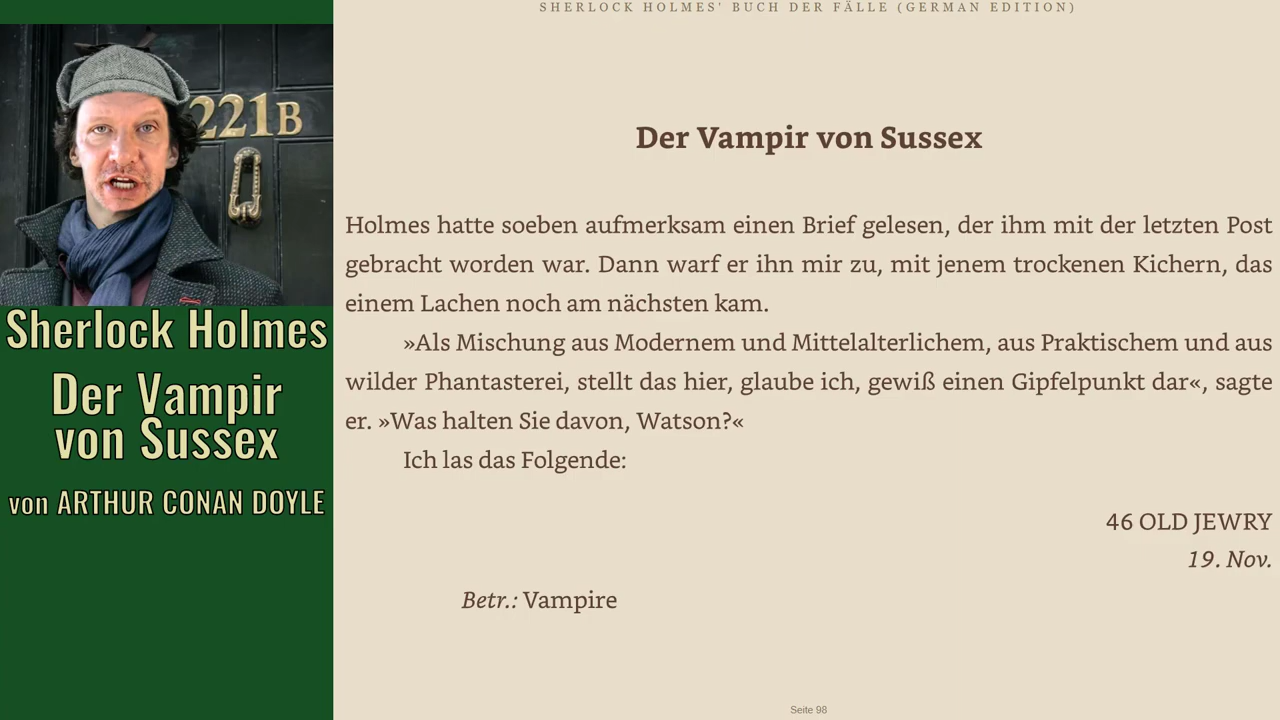 SHERLOCK HOLMES' BUCH DER FÄLLE (GERMAN EDITION)
221B
Sherlock Holmes
Der Vampir
von Sussex
von ARTHUR CONAN DOYLE
Der Vampir von Sussex
Holmes hatte soeben aufmerksam einen Brief gelesen, der ihm mit der letzten Post
gebracht worden war. Dann warf er ihn mir zu, mit jenem trockenen Kichern, das
einem Lachen noch am nächsten kam.
»Als Mischung aus Modernem und Mittelalterlichem, aus Praktischem und aus
wilder Phantasterei, stellt das hier, glaube ich, gewiß einen Gipfelpunkt dar«, sagte
er. »Was halten Sie davon, Watson?«
Ich las das Folgende:
46 OLD JEWRY
19. Nov.
Betr.: Vampire
Seite 98